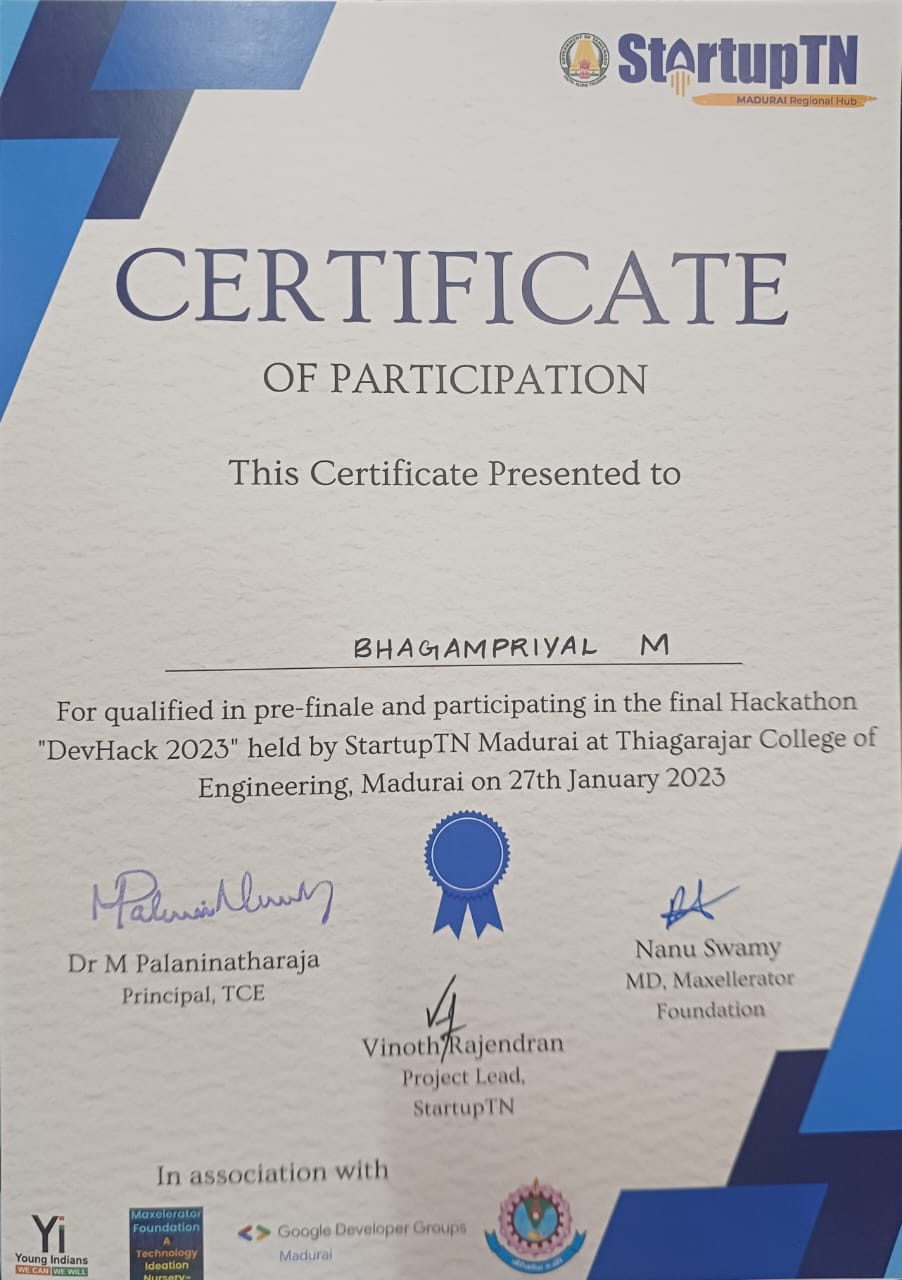 StartupTN
MADURAI Regional Hub
CERTIFICATE
OF PARTICIPATION
This Certificate Presented to
BHAGAMPRIYAL M
For qualified in pre-finale and participating in the final Hackathon
"DevHack 2023" held by StartupTN Madurai at Thiagarajar College of
Engineering, Madurai on 27th January 2023
Dr M Palaninatharaja
Principal, TCE
Nanu Swamy
MD, Maxellerator
Foundation
Vinoth Rajendran
Project Lead,
StartupTN
In association with
Yi
Young Indians
WE CAN WE WILL
Maxelerator
Foundation
A
Technology
Ideation
Nursery-
Google Developer Groups
Madurai